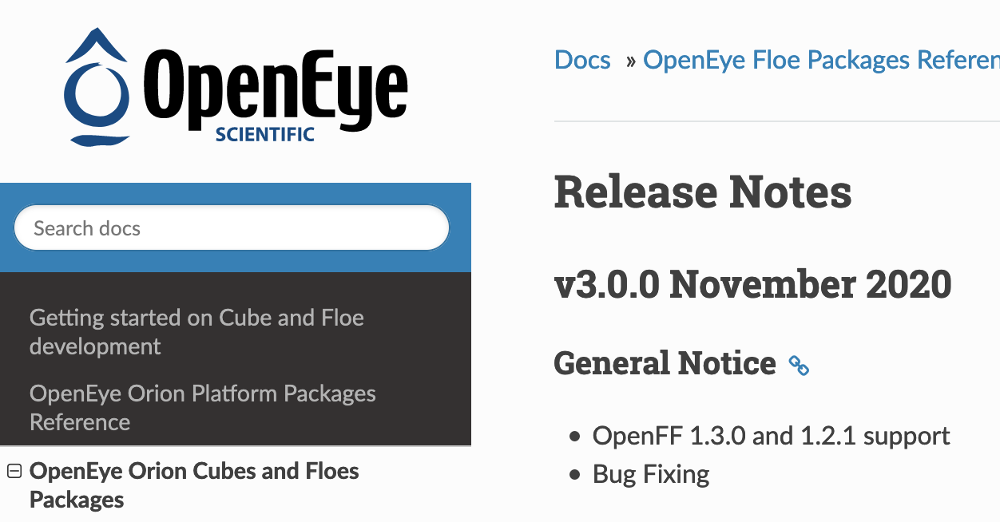 OpenEye
SCIENTIFIC
Search docs
Getting started on Cube and Floe
development
OpenEye Orion Platform Packages
Reference
OpenEye Orion Cubes and Floes
Packages
Docs » OpenEye Floe Packages Referen
Release Notes
v3.0.0 November 2020
General Notice
• OpenFF 1.3.0 and 1.2.1 support
• Bug Fixing